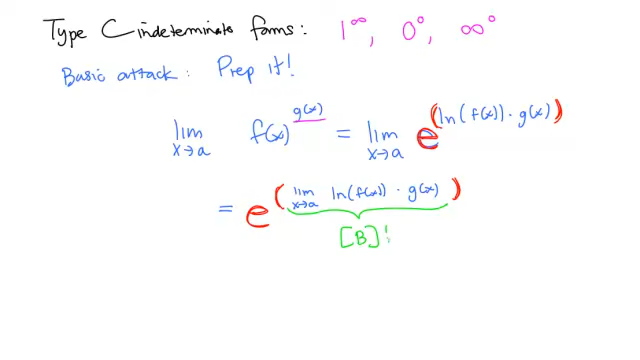 Type C indeterminate forms: 1^∞, 0^0, ∞^0
Basic attack: Prep it!
lim x→a f(x)^g(x) = lim x→a e^(ln(f(x)) · g(x))
= e^(lim x→a ln(f(x)) · g(x))
[B]!